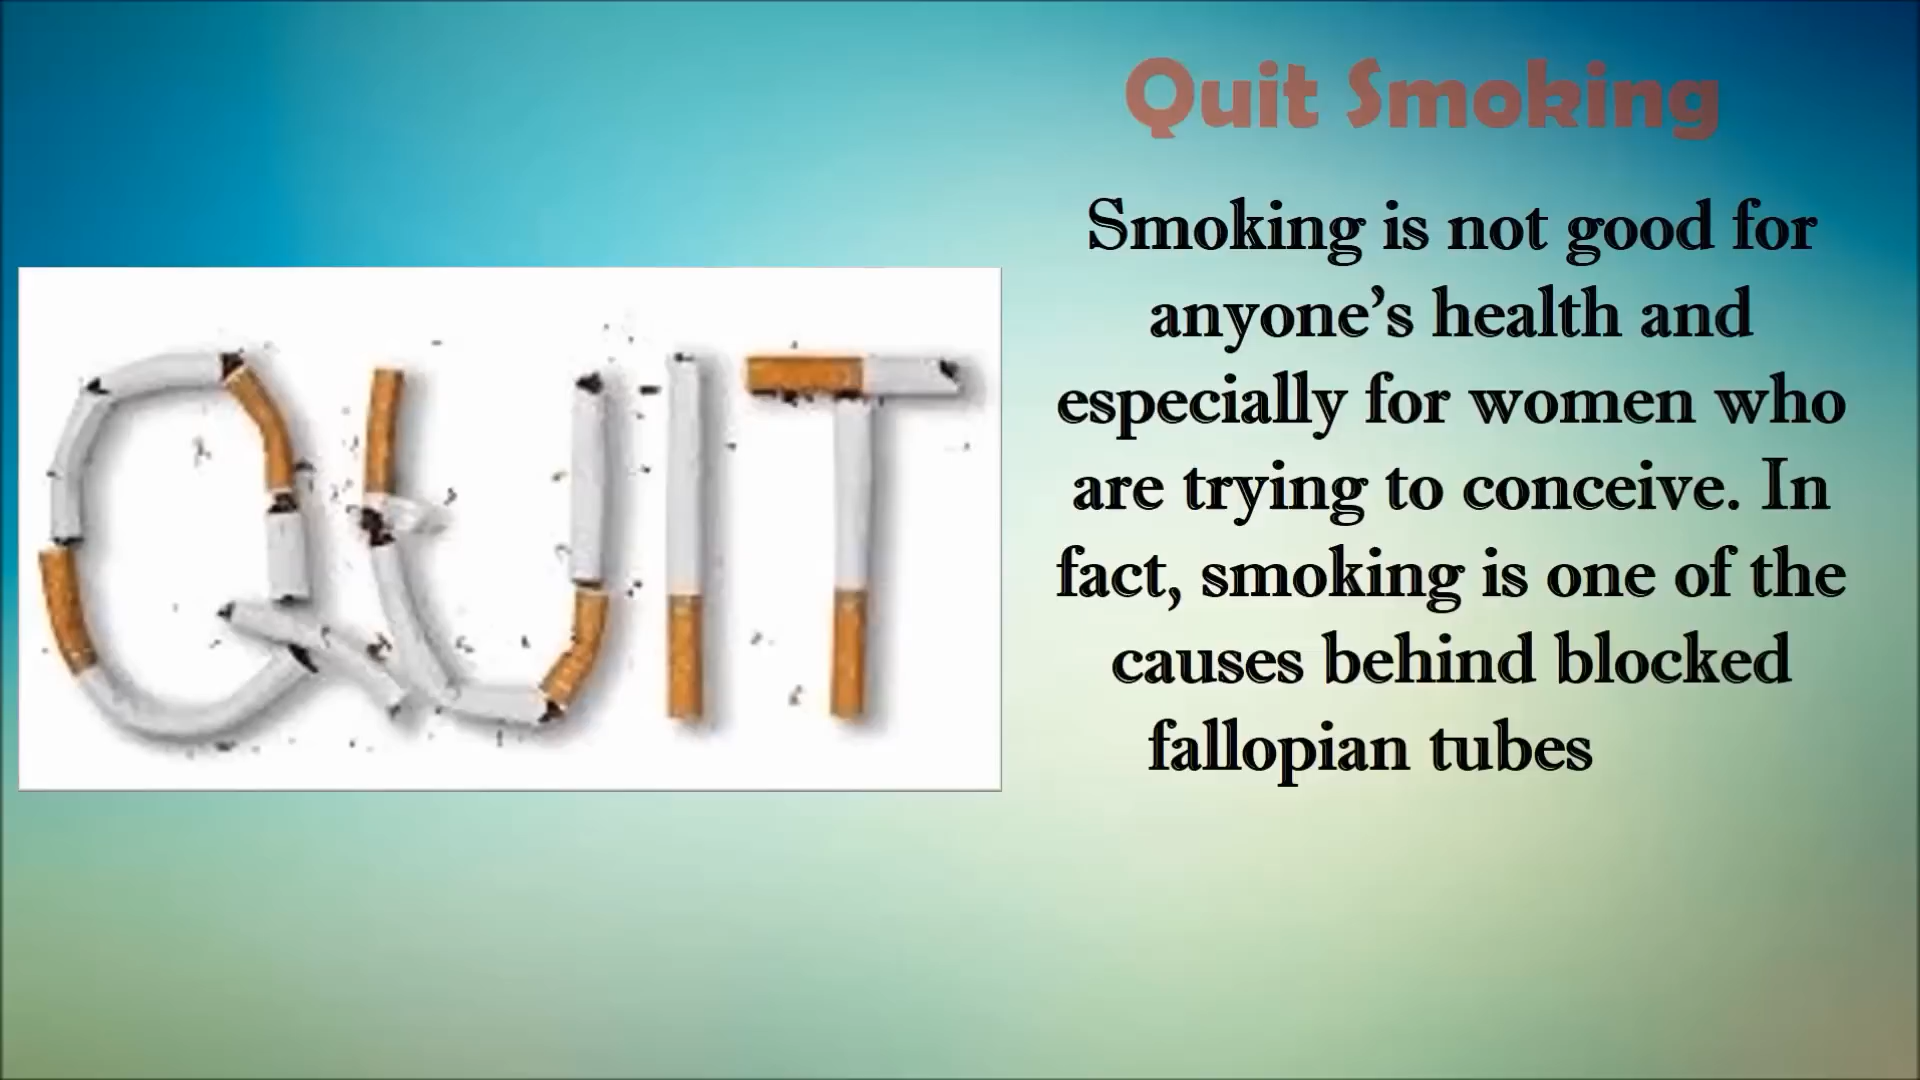 Quit Smoking
Smoking is not good for
anyone’s health and
especially for women who
are trying to conceive. In
fact, smoking is one of the
causes behind blocked
fallopian tubes
QUIT